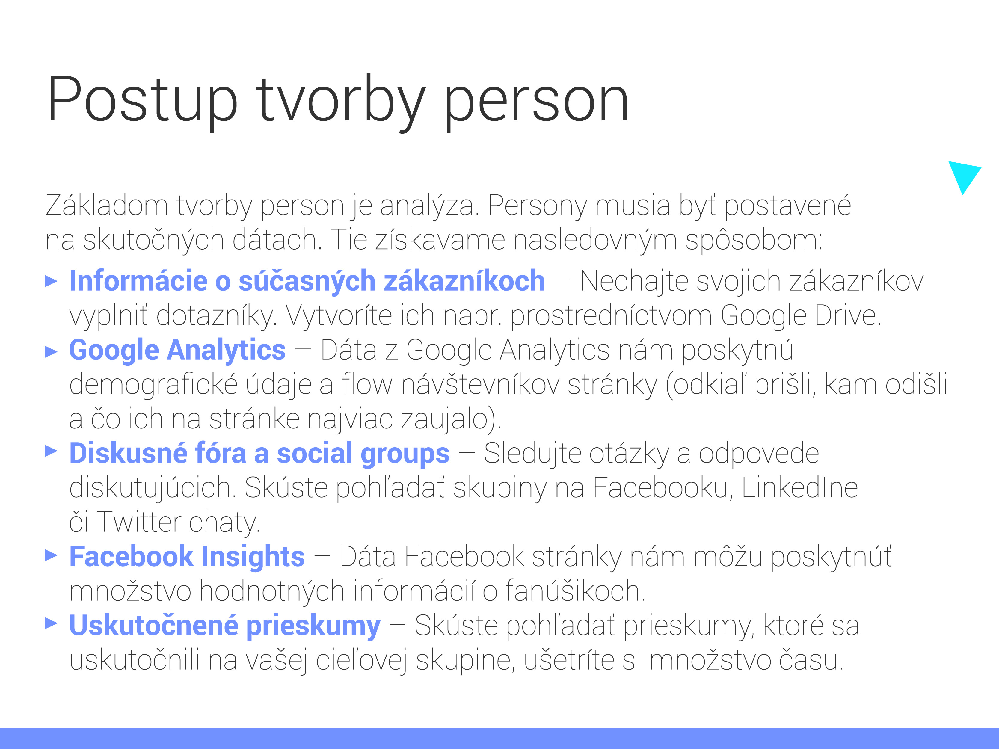 Postup tvorby person
Základom tvorby person je analýza. Persony musia byť postavené
na skutočných dátach. Tie získavame nasledovným spôsobom:
► Informácie o súčasných zákazníkoch – Nechajte svojich zákazníkov
vyplniť dotazníky. Vytvoríte ich napr. prostredníctvom Google Drive.
► Google Analytics – Dáta z Google Analytics nám poskytnú
demografické údaje a flow návštevníkov stránky (odkiaľ prišli, kam odišli
a čo ich na stránke najviac zaujalo).
► Diskusné fóra a social groups – Sledujte otázky a odpovede
diskutujúcich. Skúste pohľadať skupiny na Facebooku, LinkedIne
či Twitter chaty.
► Facebook Insights – Dáta Facebook stránky nám môžu poskytnúť
množstvo hodnotných informácií o fanúšikoch.
► Uskutočnené prieskumy – Skúste pohľadať prieskumy, ktoré sa
uskutočnili na vašej cieľovej skupine, ušetríte si množstvo času.